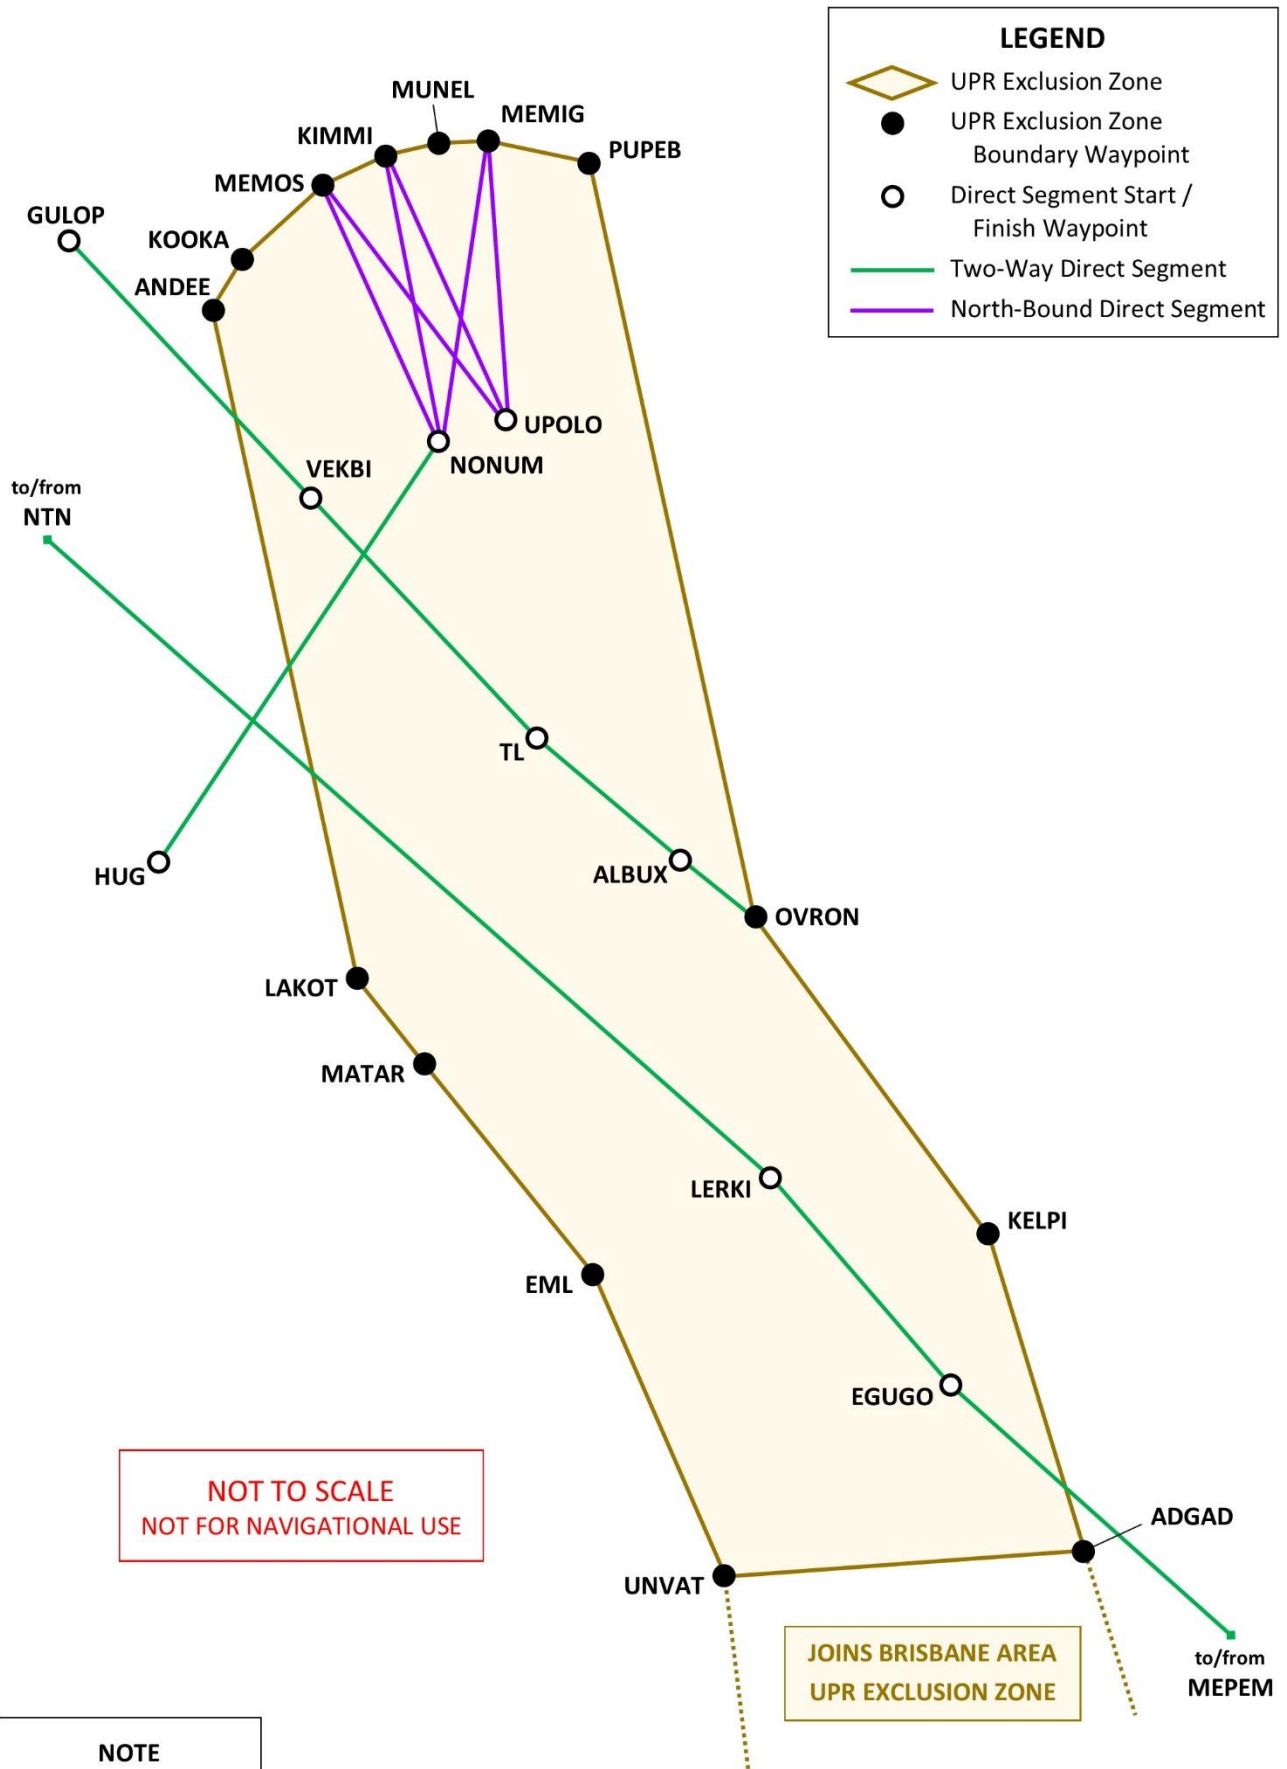 LEGEND
UPR Exclusion Zone
UPR Exclusion Zone
Boundary Waypoint
Direct Segment Start /
Finish Waypoint
Two-Way Direct Segment
North-Bound Direct Segment
MUNEL
MEMIG
KIMMI
PUPEB
MEMOS
GULOP
KOOKA
ANDEE
UPOLO
NONUM
VEKBI
to/from
NTN
TL
ALBUX
HUG
OVRON
LAKOT
MATAR
LERKI
KELPI
EML
EGUGO
NOT TO SCALE
NOT FOR NAVIGATIONAL USE
ADGAD
UNVAT
JOINS BRISBANE AREA
UPR EXCLUSION ZONE
to/from
MEPEM
NOTE